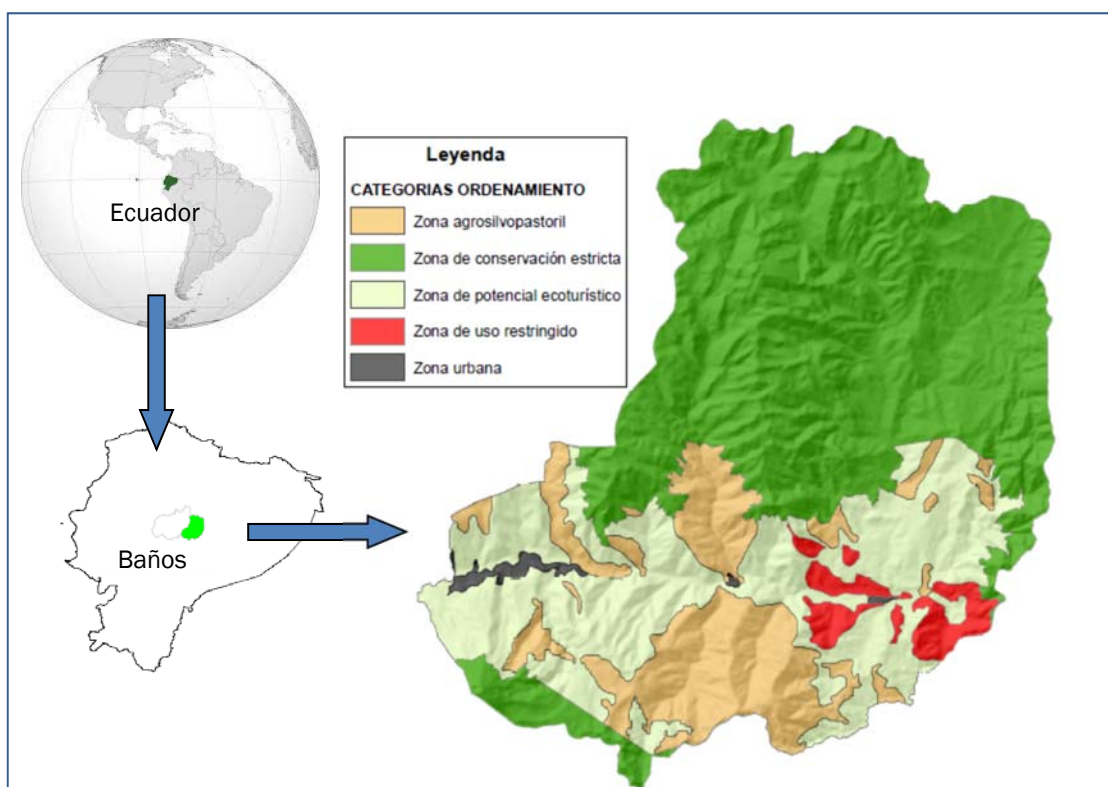 Ecuador
Baños
Leyenda
CATEGORIAS ORDENAMIENTO
Zona agrosilvopastoril
Zona de conservación estricta
Zona de potencial ecoturístico
Zona de uso restringido
Zona urbana